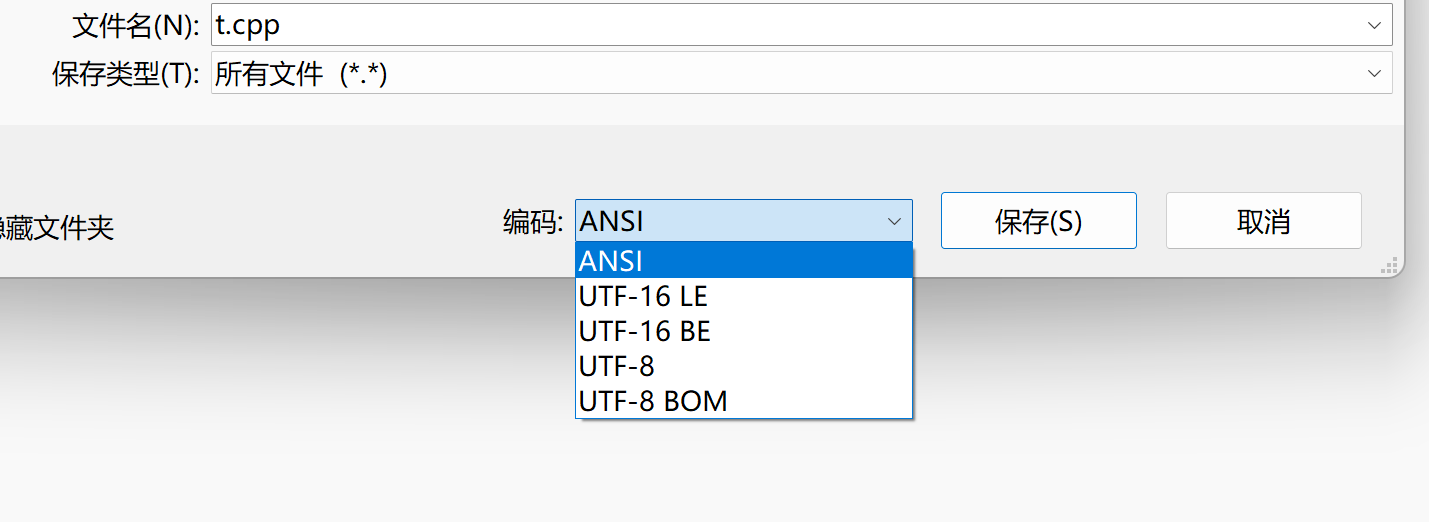 文件名(N): t.cpp
保存类型(T): 所有文件 (*.*)
藏文件夹
编码: ANSI
保存(S)
取消
ANSI
UTF-16 LE
UTF-16 BE
UTF-8
UTF-8 BOM